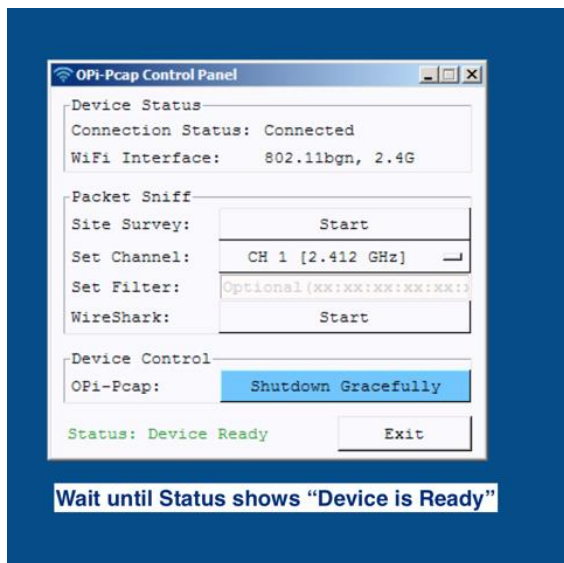 OPi-Pcap Control Panel
Device Status
Connection Status: Connected
WiFi Interface: 802.11bgn, 2.4G
Packet Sniff
Site Survey: Start
Set Channel: CH 1 [2.412 GHz]
Set Filter: Optional(xx:xx:xx:xx:xx:
WireShark: Start
Device Control
OPi-Pcap: Shutdown Gracefully
Status: Device Ready Exit
Wait until Status shows “Device is Ready”